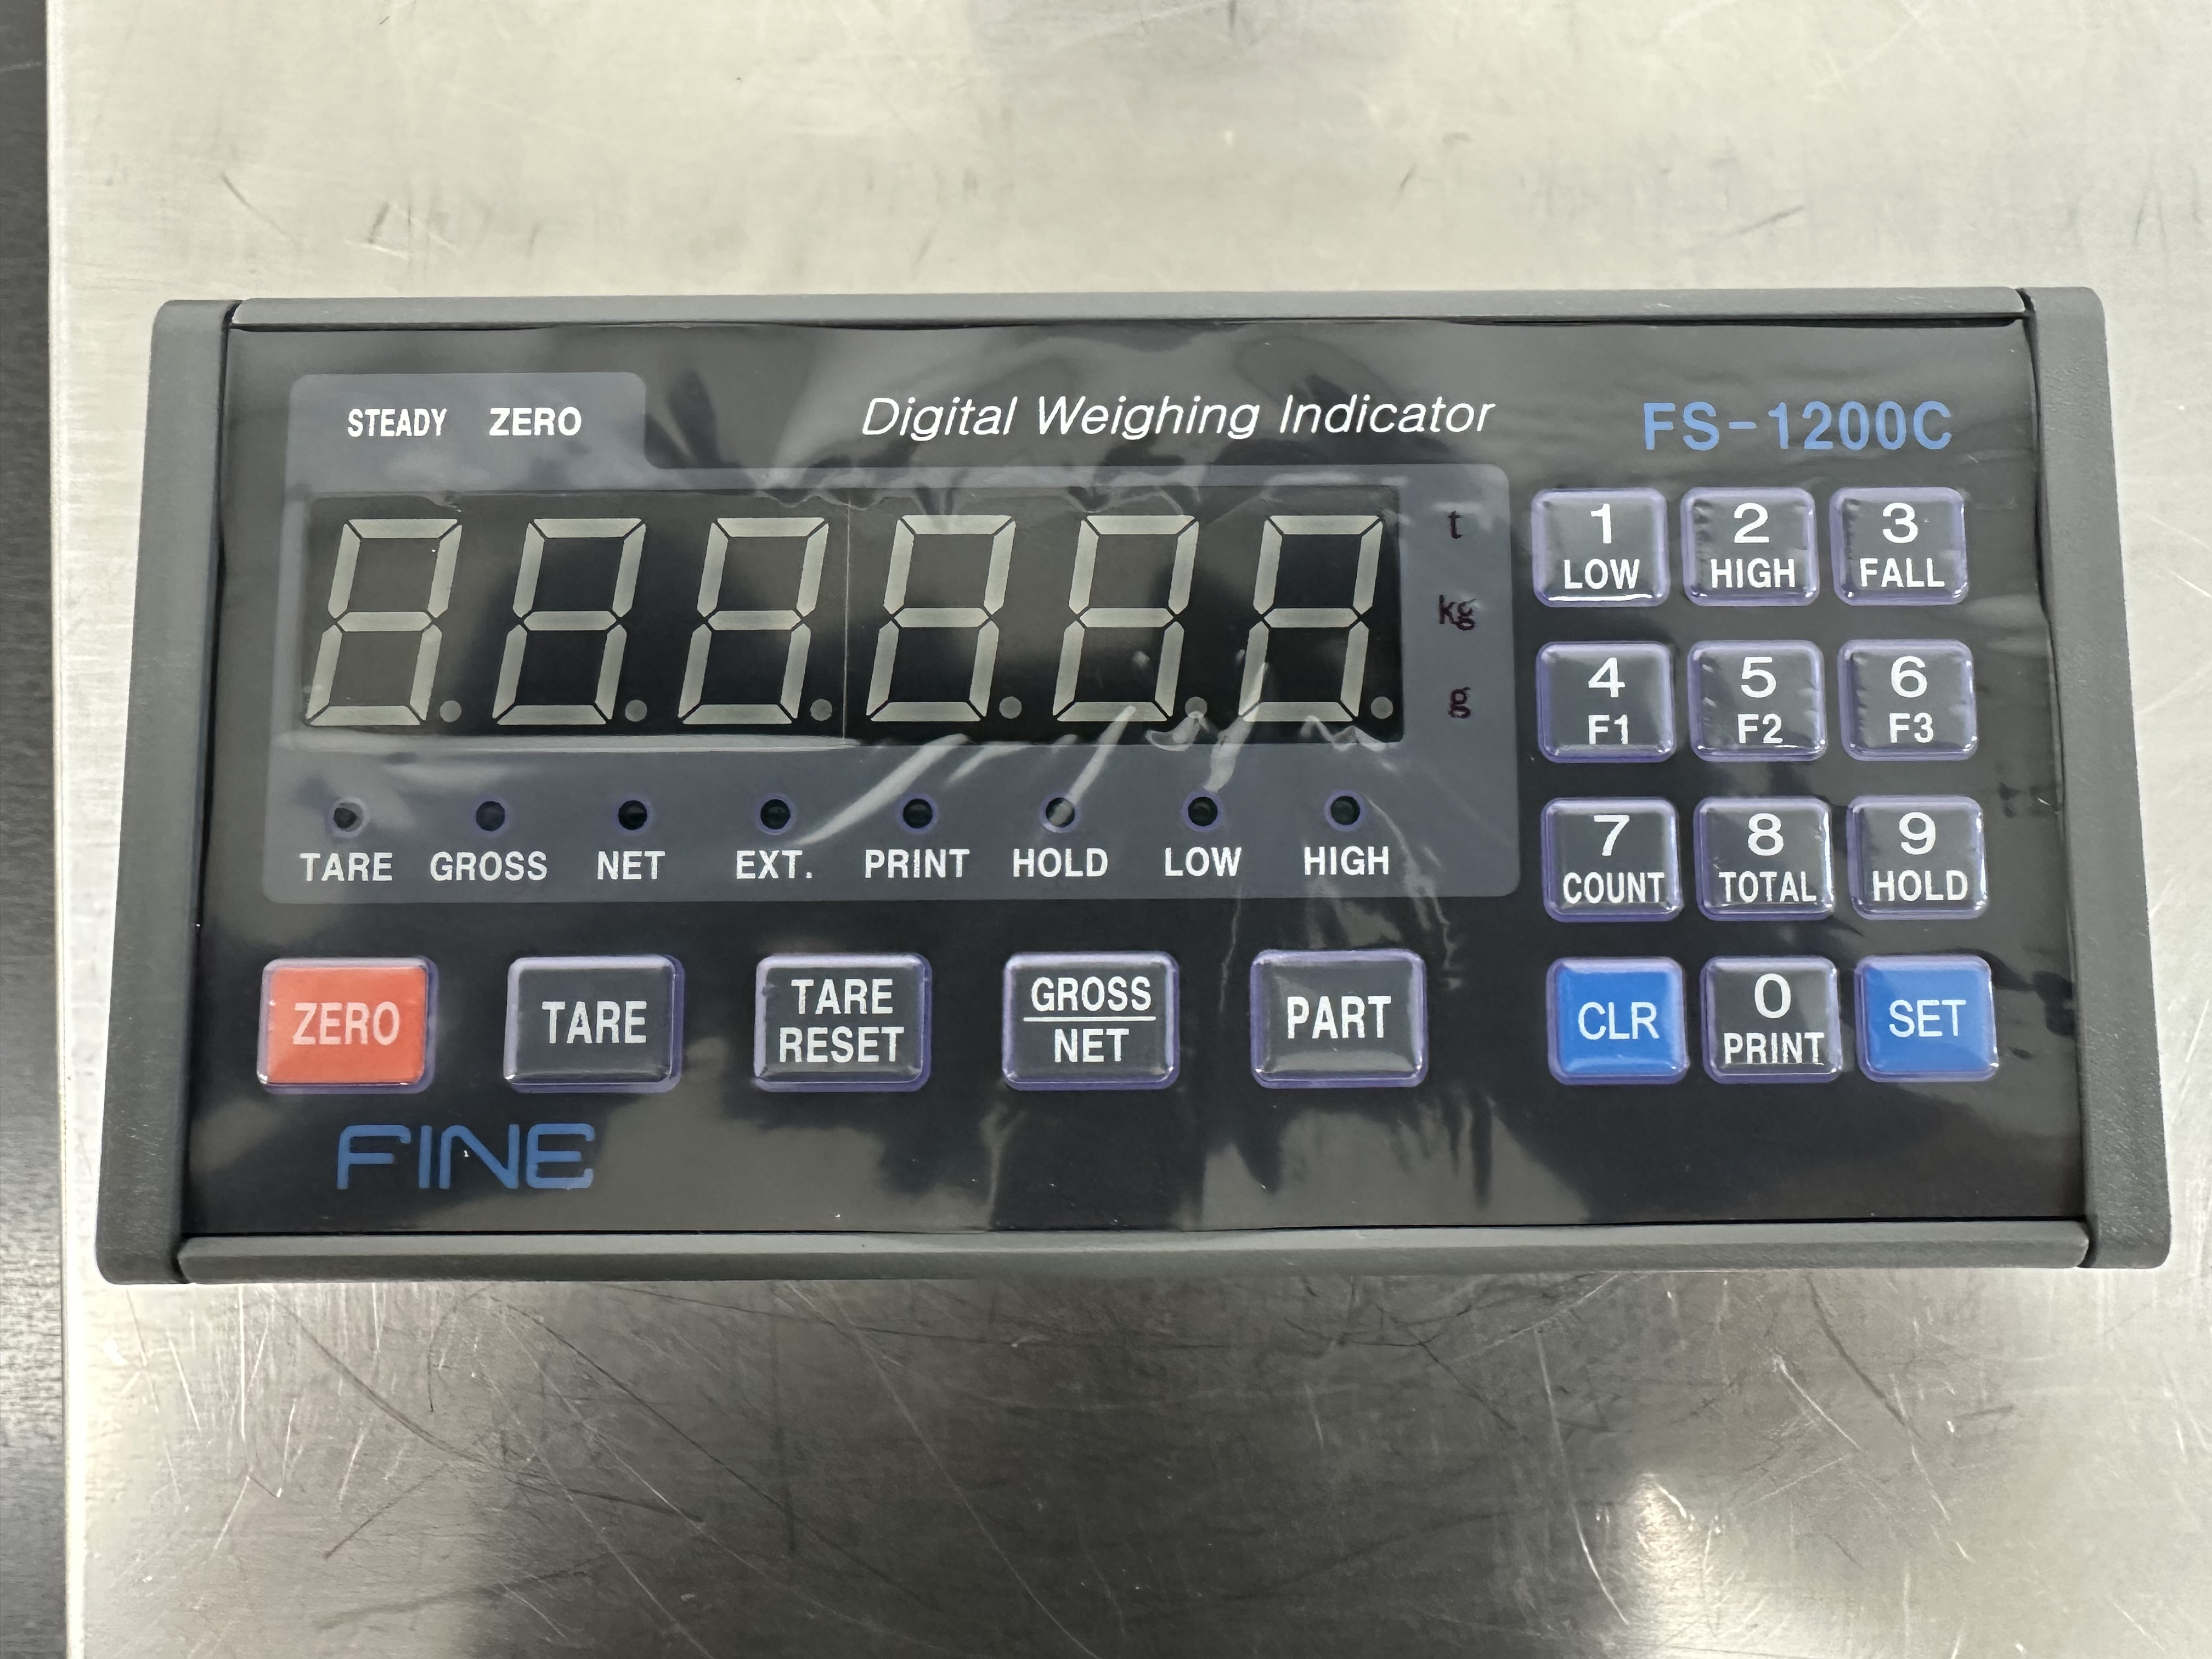 STEADY ZERO
Digital Weighing Indicator
FS-1200C
t
kg
g
TARE GROSS NET EXT. PRINT HOLD LOW HIGH
ZERO
TARE
TARE
RESET
GROSS
NET
PART
FINE
1
LOW
2
HIGH
3
FALL
4
F1
5
F2
6
F3
7
COUNT
8
TOTAL
9
HOLD
CLR
0
PRINT
SET